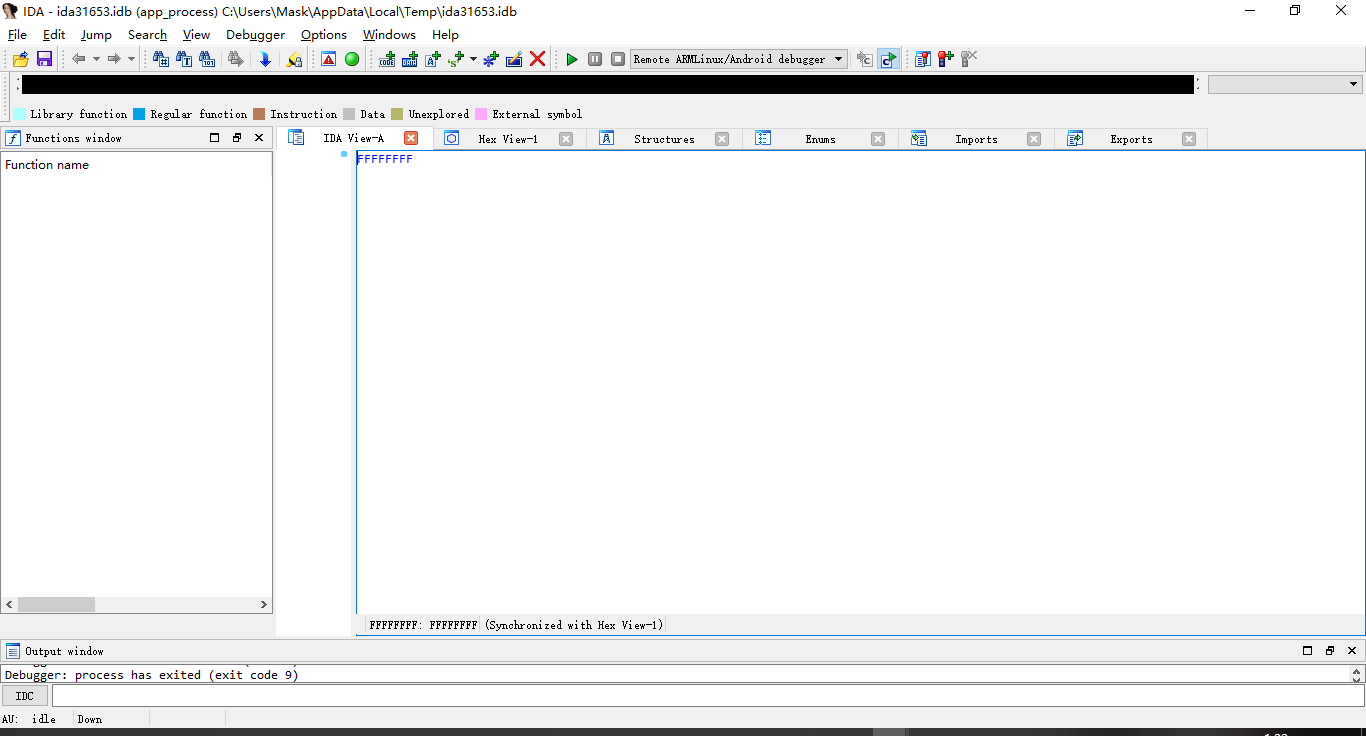 IDA - ida31653.idb (app_process) C:\Users\Mask\AppData\Local\Temp\ida31653.idb
File Edit Jump Search View Debugger Options Windows Help
Remote ARMLinux/Android debugger
Library function Regular function Instruction Data Unexplored External symbol
Functions window IDA View-A Hex View-1 Structures Enums Imports Exports
Function name
FFFFFFFF
FFFFFFFF: FFFFFFFF (Synchronized with Hex View-1)
Output window
Debugger: process has exited (exit code 9)
IDC
AU: idle Down